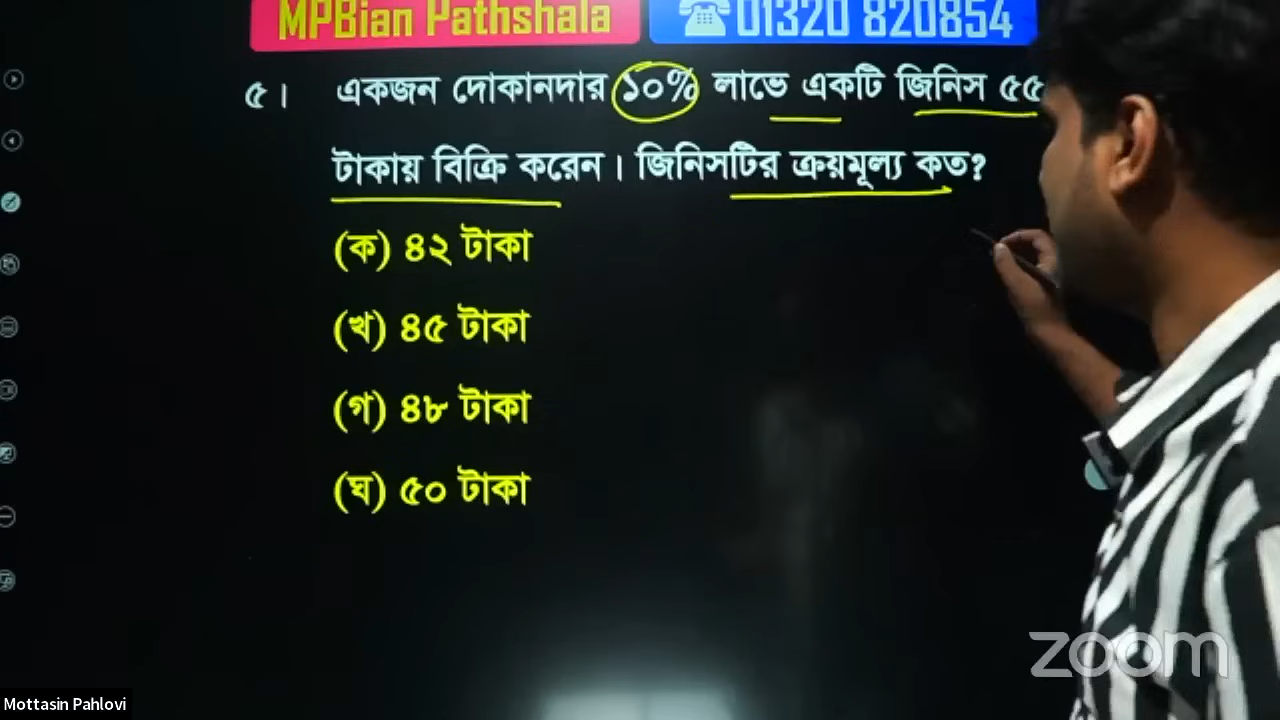 MPBian Pathshala ☎01320 820854
৫। একজন দোকানদার ১০% লাভে একটি জিনিস ৫৫
টাকায় বিক্রি করেন। জিনিসটির ক্রয়মূল্য কত?
(ক) ৪২ টাকা
(খ) ৪৫ টাকা
(গ) ৪৮ টাকা
(ঘ) ৫০ টাকা
zoom
Mottasin Pahlovi